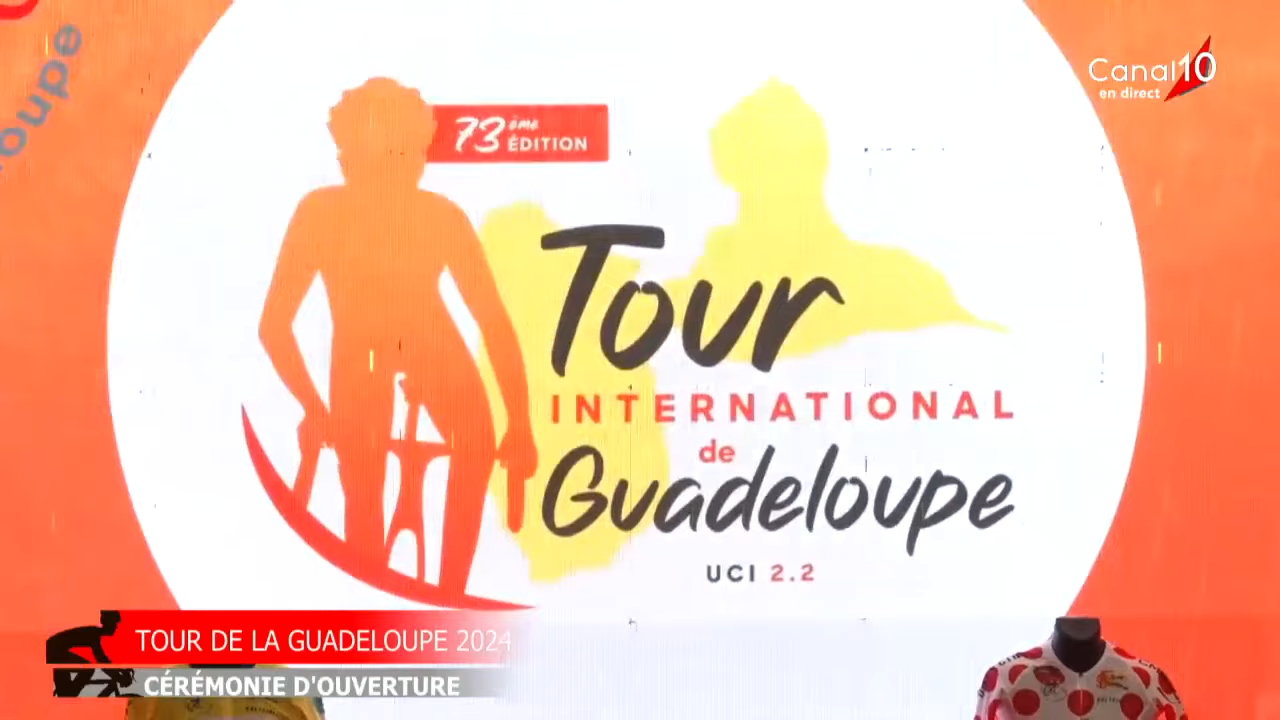 oupe
Canal10
en direct
73ème ÉDITION
Tour
INTERNATIONAL
de
Guadeloupe
UCI 2.2
TOUR DE LA GUADELOUPE 2024
CÉRÉMONIE D'OUVERTURE